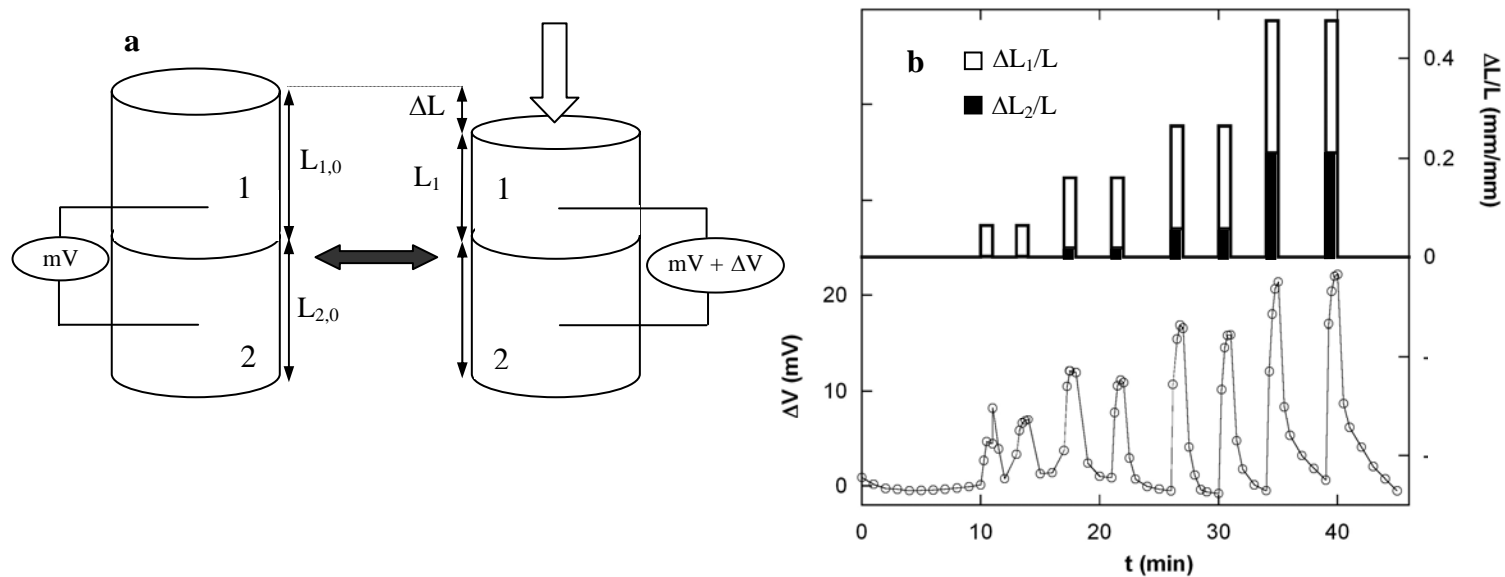 a
ΔL
L1,0
L1
1
1
mV
mV + ΔV
L2,0
2
2
b
ΔL1/L
ΔL2/L
0.4
0.2
0
ΔL/L (mm/mm)
20
10
0
ΔV (mV)
-
-
0
10
20
30
40
t (min)